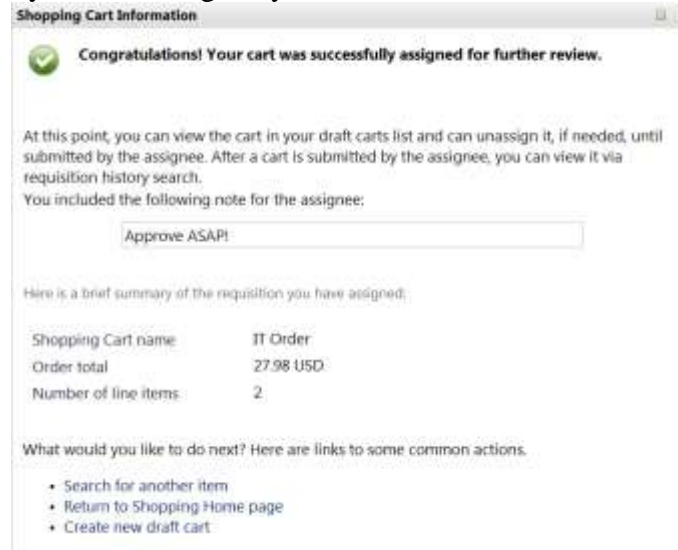 Shopping Cart Information
Congratulations! Your cart was successfully assigned for further review.
At this point, you can view the cart in your draft carts list and can unassign it, if needed, until
submitted by the assignee. After a cart is submitted by the assignee, you can view it via
requisition history search.
You included the following note for the assignee:
Approve ASAP!
Here is a brief summary of the requisition you have assigned:
Shopping Cart name IT Order
Order total 27.98 USD
Number of line items 2
What would you like to do next? Here are links to some common actions.
• Search for another item
• Return to Shopping Home page
• Create new draft cart